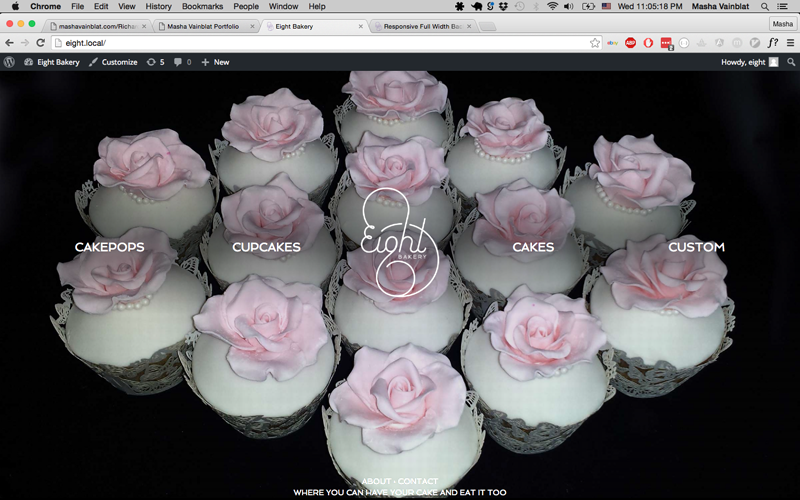 Chrome File Edit View History Bookmarks People Window Help
Wed 11:05:18 PM Masha Vainblat
mashavainblat.com/Richar
Masha Vainblat Portfolio
Eight Bakery
Responsive Full Width Bac
Masha
eight.local/
Eight Bakery Customize 5 0 New
Howdy, eight
CAKEPOPS CUPCAKES Eight BAKERY CAKES CUSTOM
ABOUT - CONTACT
WHERE YOU CAN HAVE YOUR CAKE AND EAT IT TOO